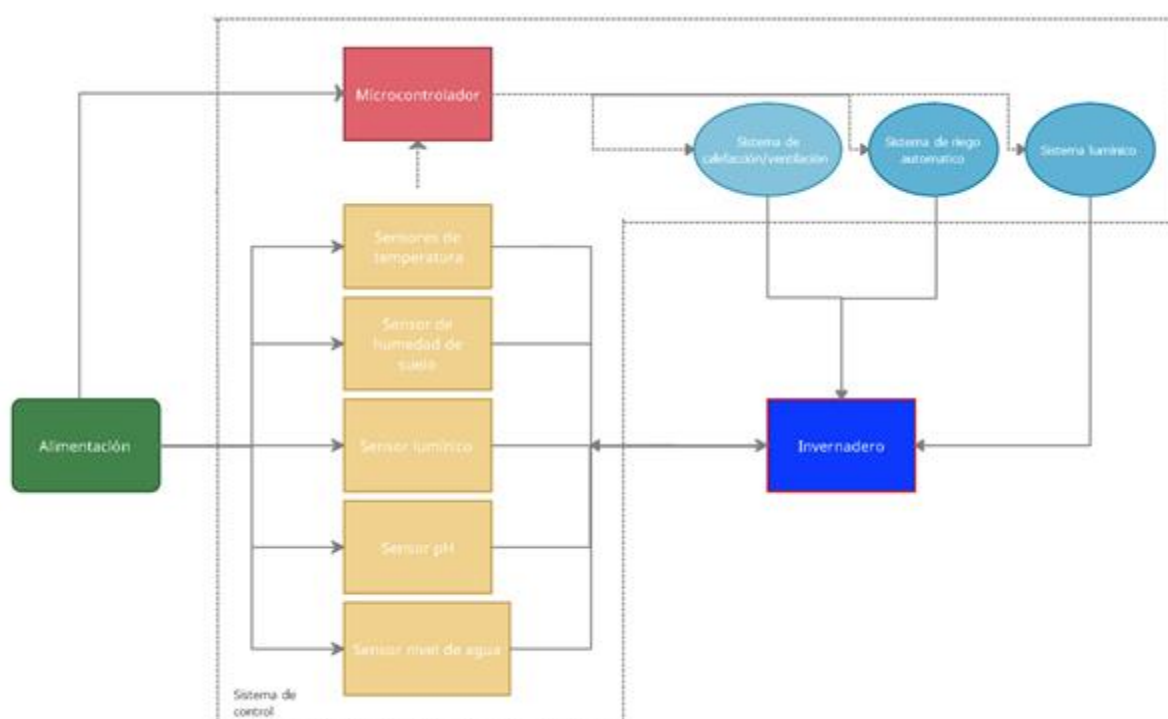 Microcontrolador
Sistema de
calefacción/ventilación
Sistema de riego
automatico
Sistema lumínico
Sensores de
temperatura
Sensor de
humedad de
suelo
Alimentación
Sensor lumínico
Invernadero
Sensor pH
Sensor nivel de agua
Sistema de
control